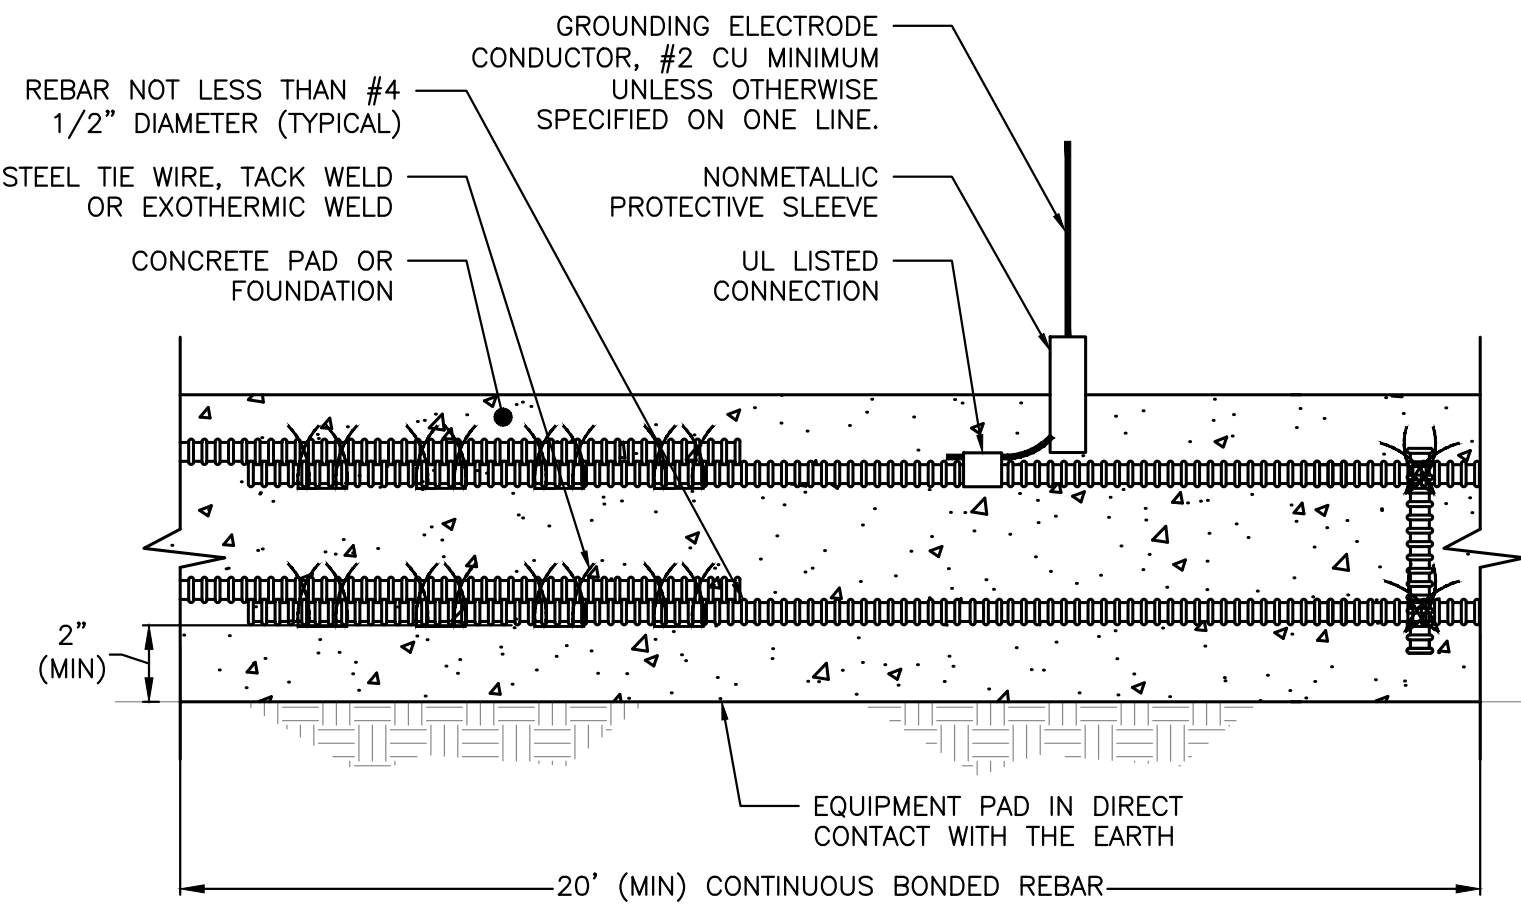 GROUNDING ELECTRODE
CONDUCTOR, #2 CU MINIMUM
UNLESS OTHERWISE
SPECIFIED ON ONE LINE.
REBAR NOT LESS THAN #4
1/2" DIAMETER (TYPICAL)
STEEL TIE WIRE, TACK WELD
OR EXOTHERMIC WELD
NONMETALLIC
PROTECTIVE SLEEVE
CONCRETE PAD OR
FOUNDATION
UL LISTED
CONNECTION
2"
(MIN)
EQUIPMENT PAD IN DIRECT
CONTACT WITH THE EARTH
20' (MIN) CONTINUOUS BONDED REBAR